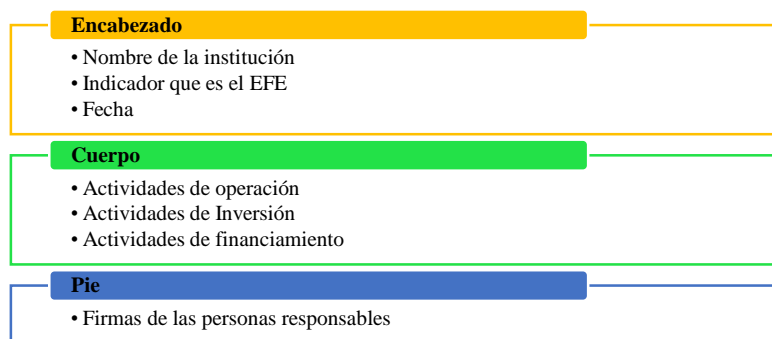 Encabezado
• Nombre de la institución
• Indicador que es el EFE
• Fecha
Cuerpo
• Actividades de operación
• Actividades de Inversión
• Actividades de financiamiento
Pie
• Firmas de las personas responsables